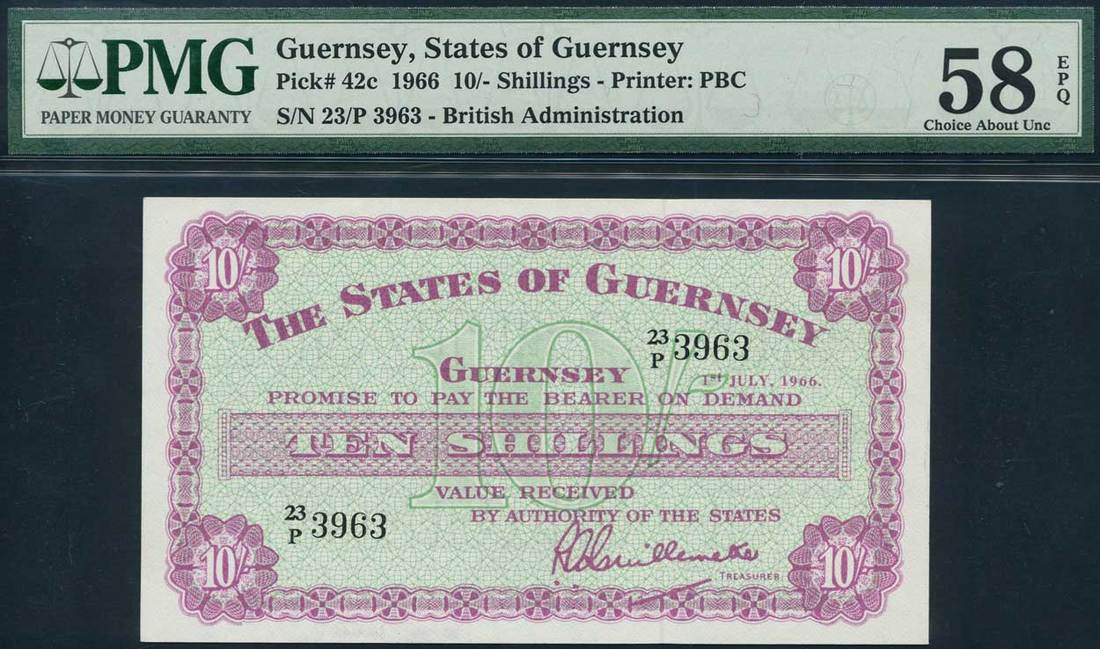 PMG
PAPER MONEY GUARANTY
Guernsey, States of Guernsey
Pick# 42c 1966 10/- Shillings - Printer: PBC
S/N 23/P 3963 - British Administration
58
EPQ
Choice About Unc
10/-
10/-
THE STATES OF GUERNSEY
10/-
23/P 3963
GUERNSEY
1st JULY, 1966.
PROMISE TO PAY THE BEARER ON DEMAND
TEN SHILLINGS
VALUE RECEIVED
BY AUTHORITY OF THE STATES
23/P 3963
TREASURER.
10/-
10/-